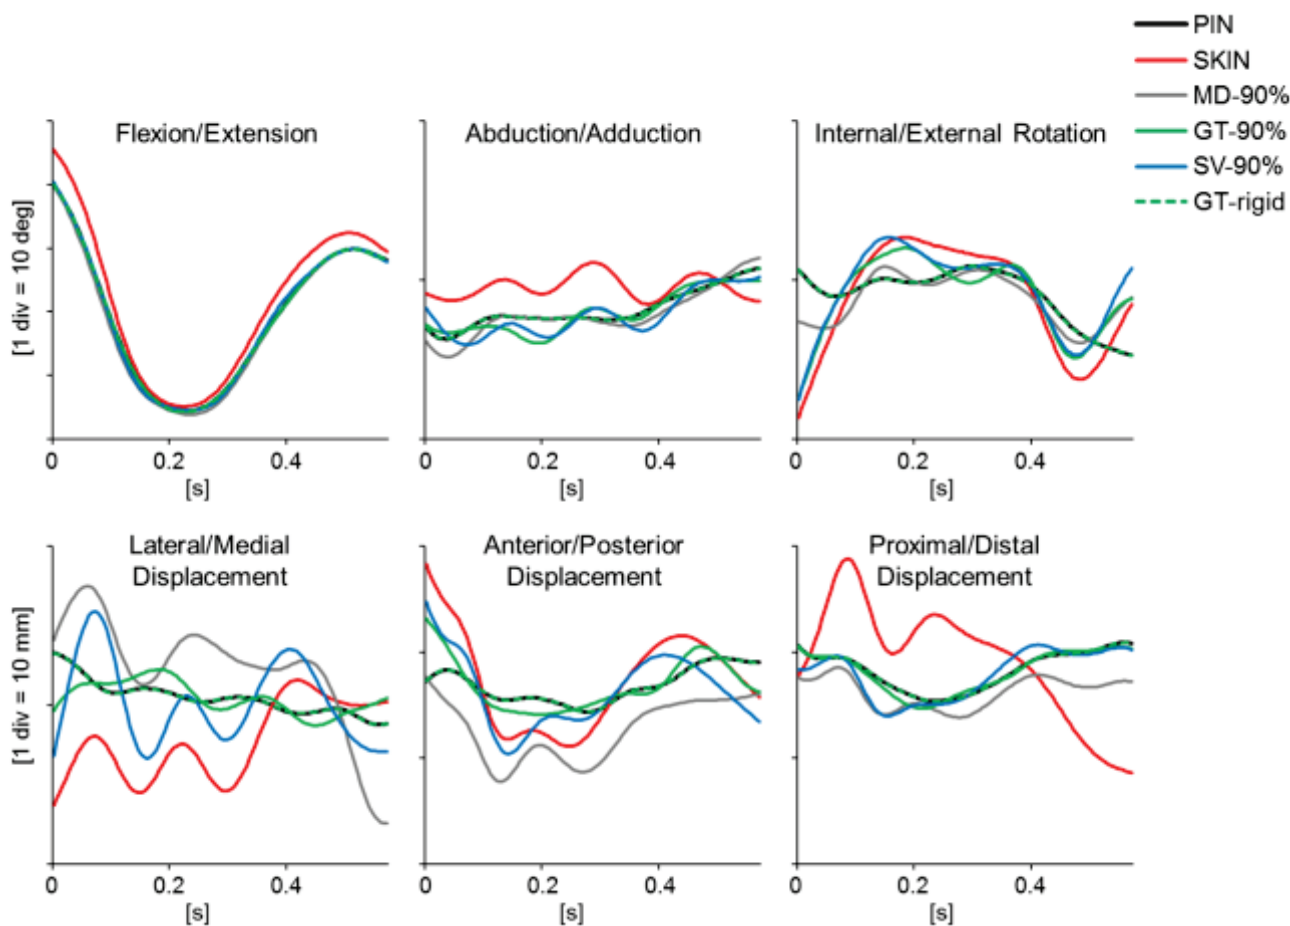 PIN
SKIN
MD-90%
GT-90%
SV-90%
GT-rigid
Flexion/Extension
Abduction/Adduction
Internal/External Rotation
[1 div = 10 deg]
0 0.2 0.4
0 0.2 0.4
0 0.2 0.4
[s]
[s]
[s]
Lateral/Medial
Displacement
Anterior/Posterior
Displacement
Proximal/Distal
Displacement
[1 div = 10 mm]
0 0.2 0.4
0 0.2 0.4
0 0.2 0.4
[s]
[s]
[s]